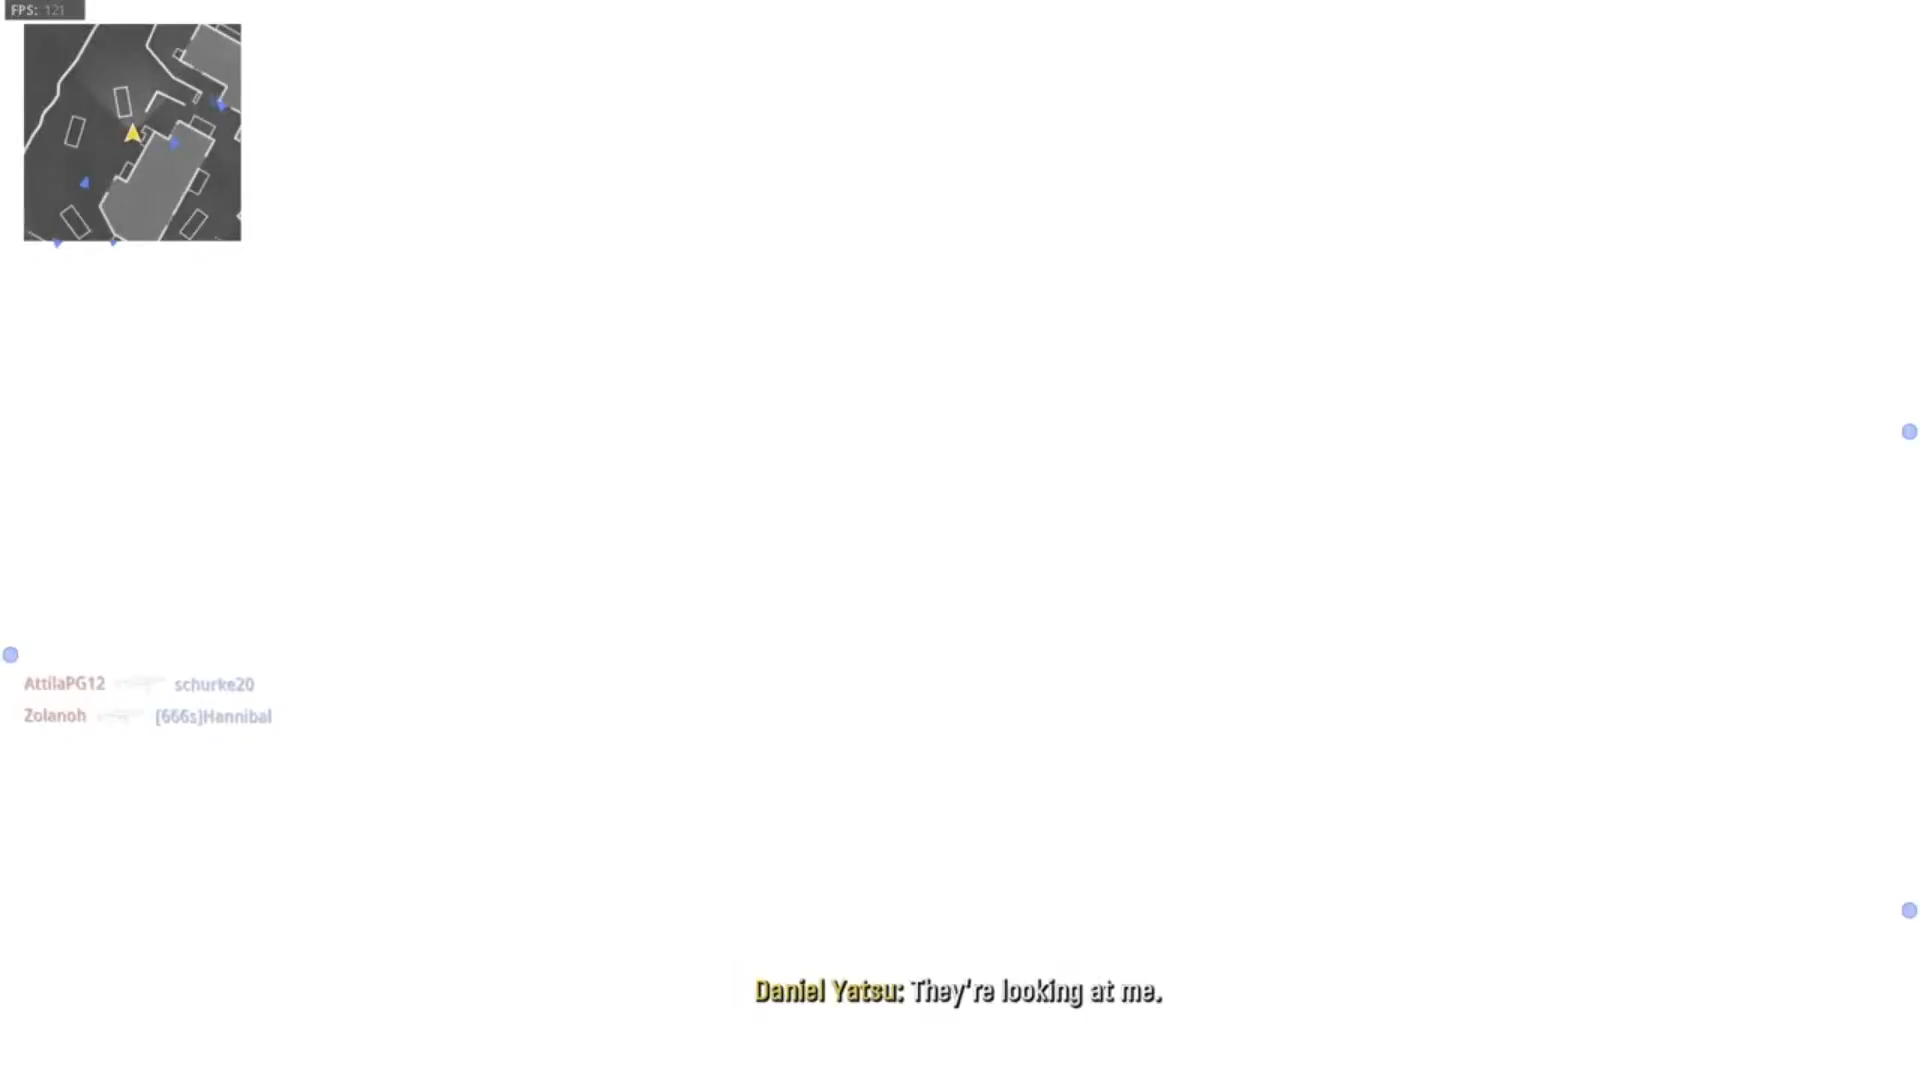 FPS: 121
AttilaPG12 schurke20
Zolanoh [666s]Hannibal
Daniel Yatsu: They're looking at me.